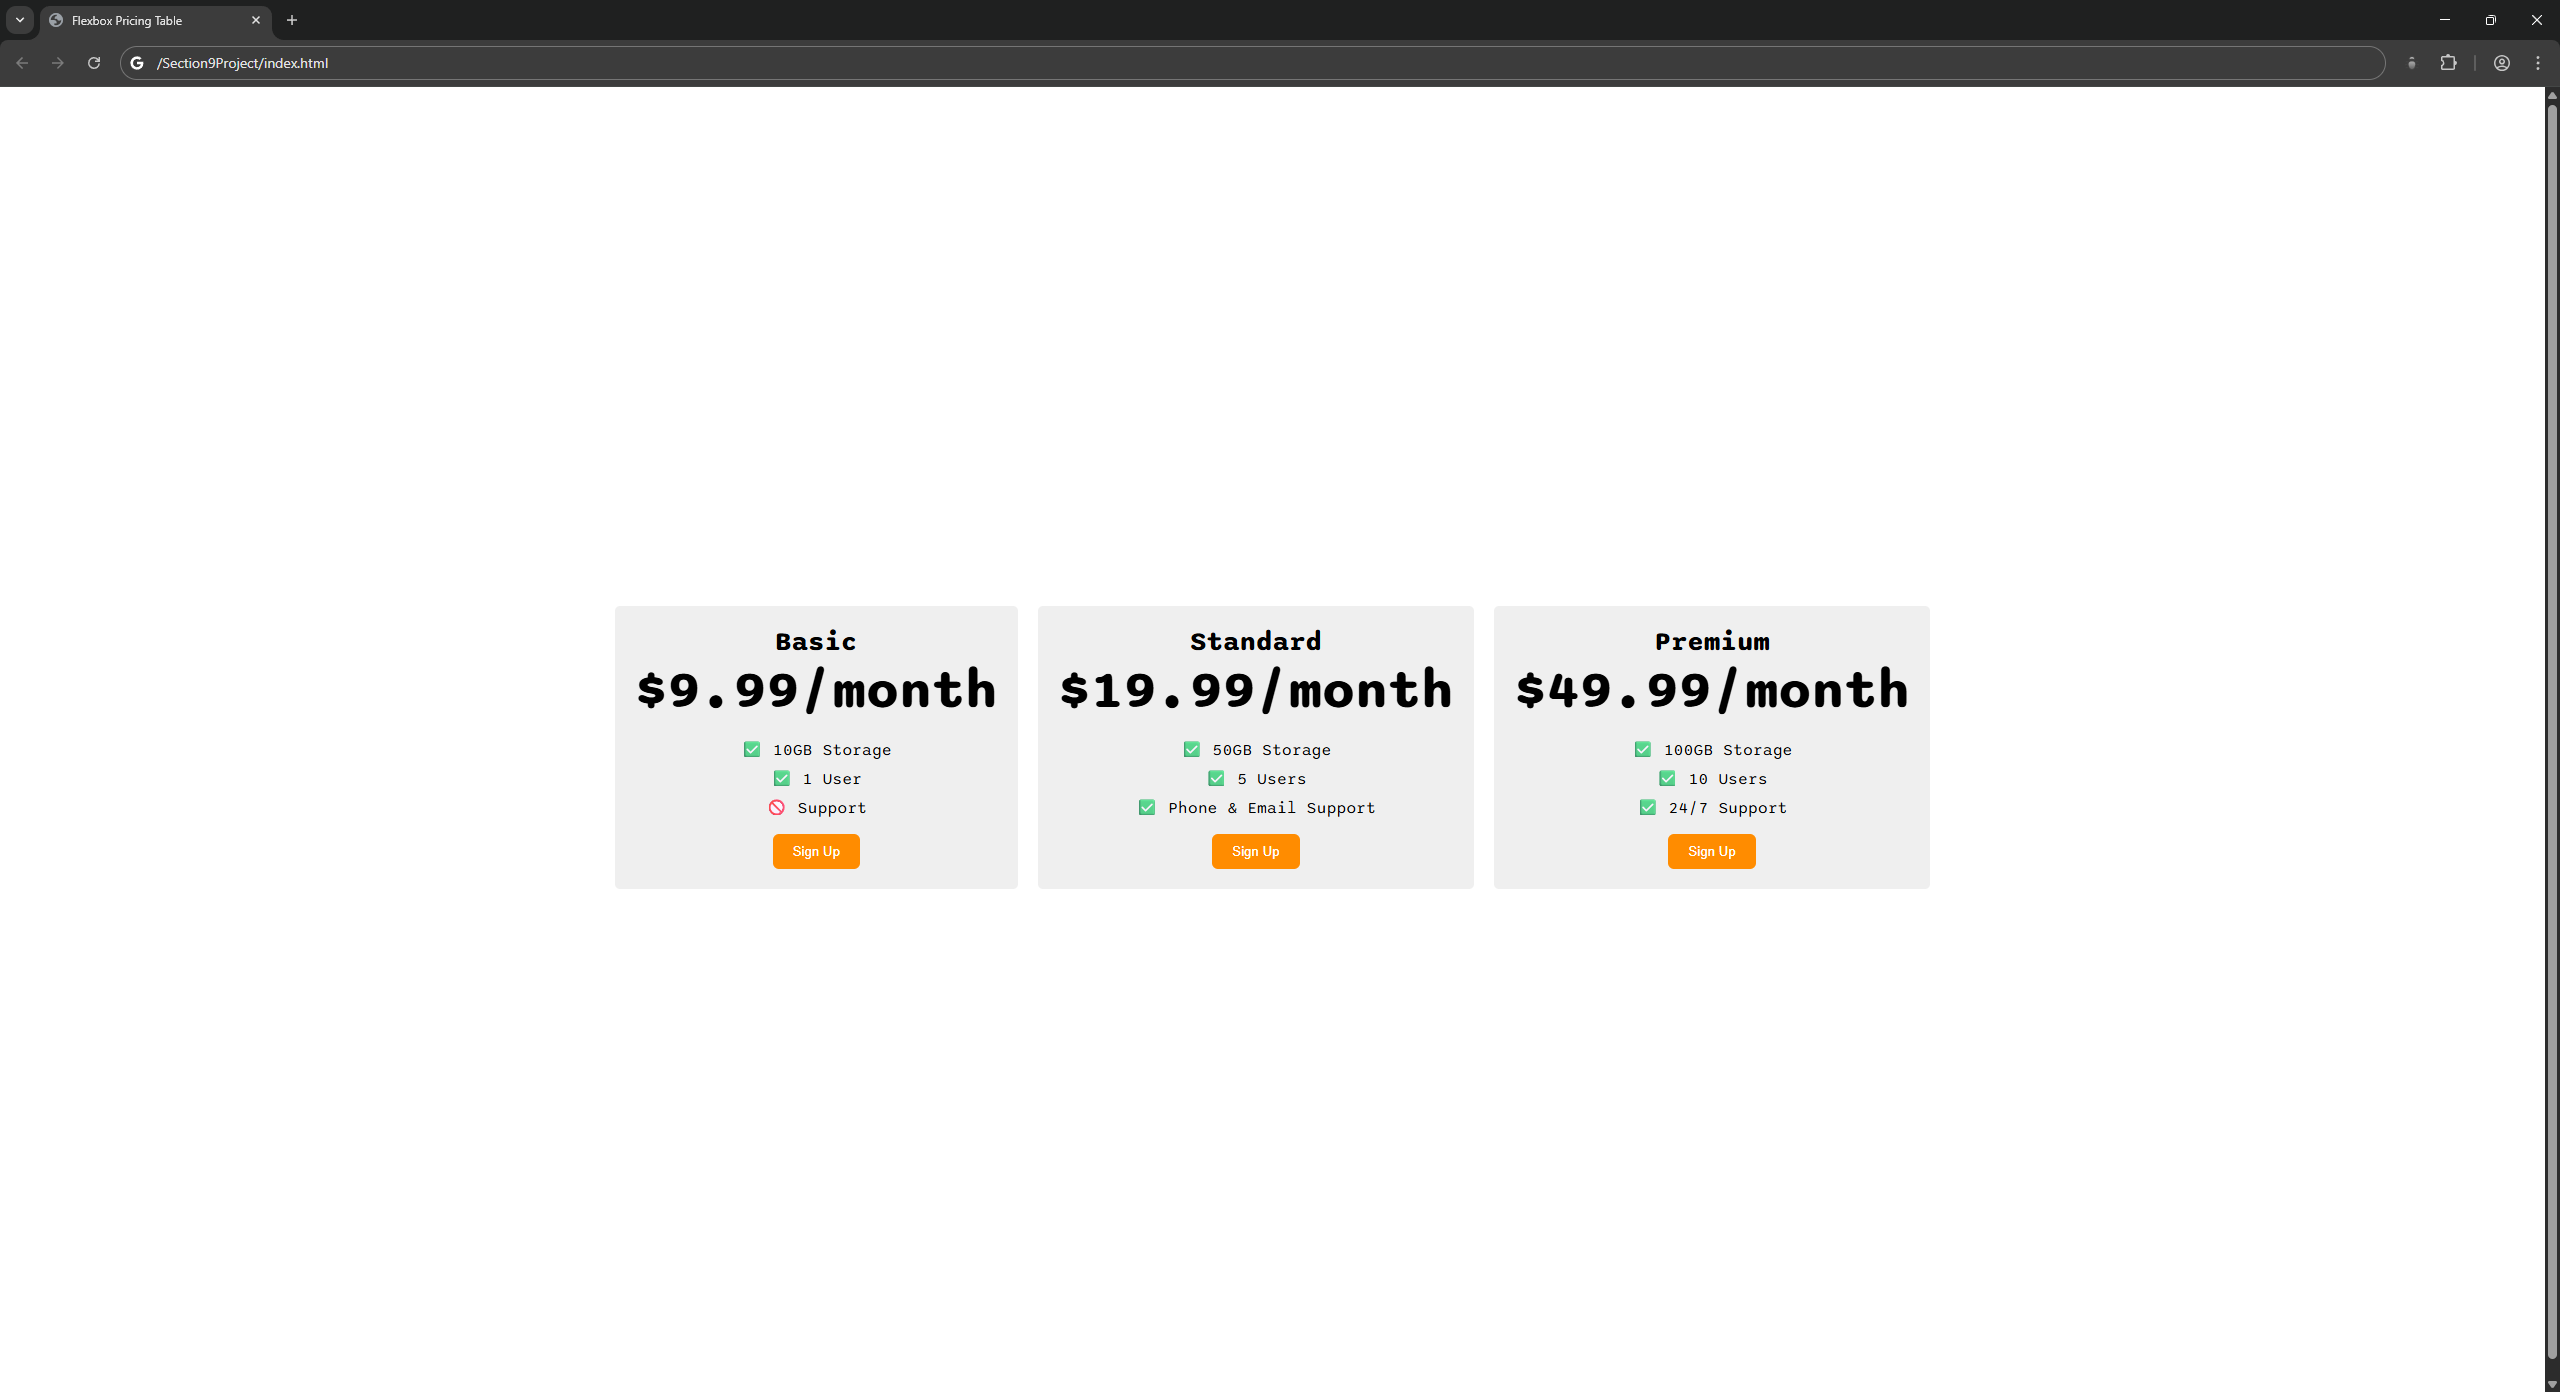 Flexbox Pricing Table
/Section9Project/index.html
Basic
$9.99/month
✅ 10GB Storage
✅ 1 User
🚫 Support
Sign Up
Standard
$19.99/month
✅ 50GB Storage
✅ 5 Users
✅ Phone & Email Support
Sign Up
Premium
$49.99/month
✅ 100GB Storage
✅ 10 Users
✅ 24/7 Support
Sign Up